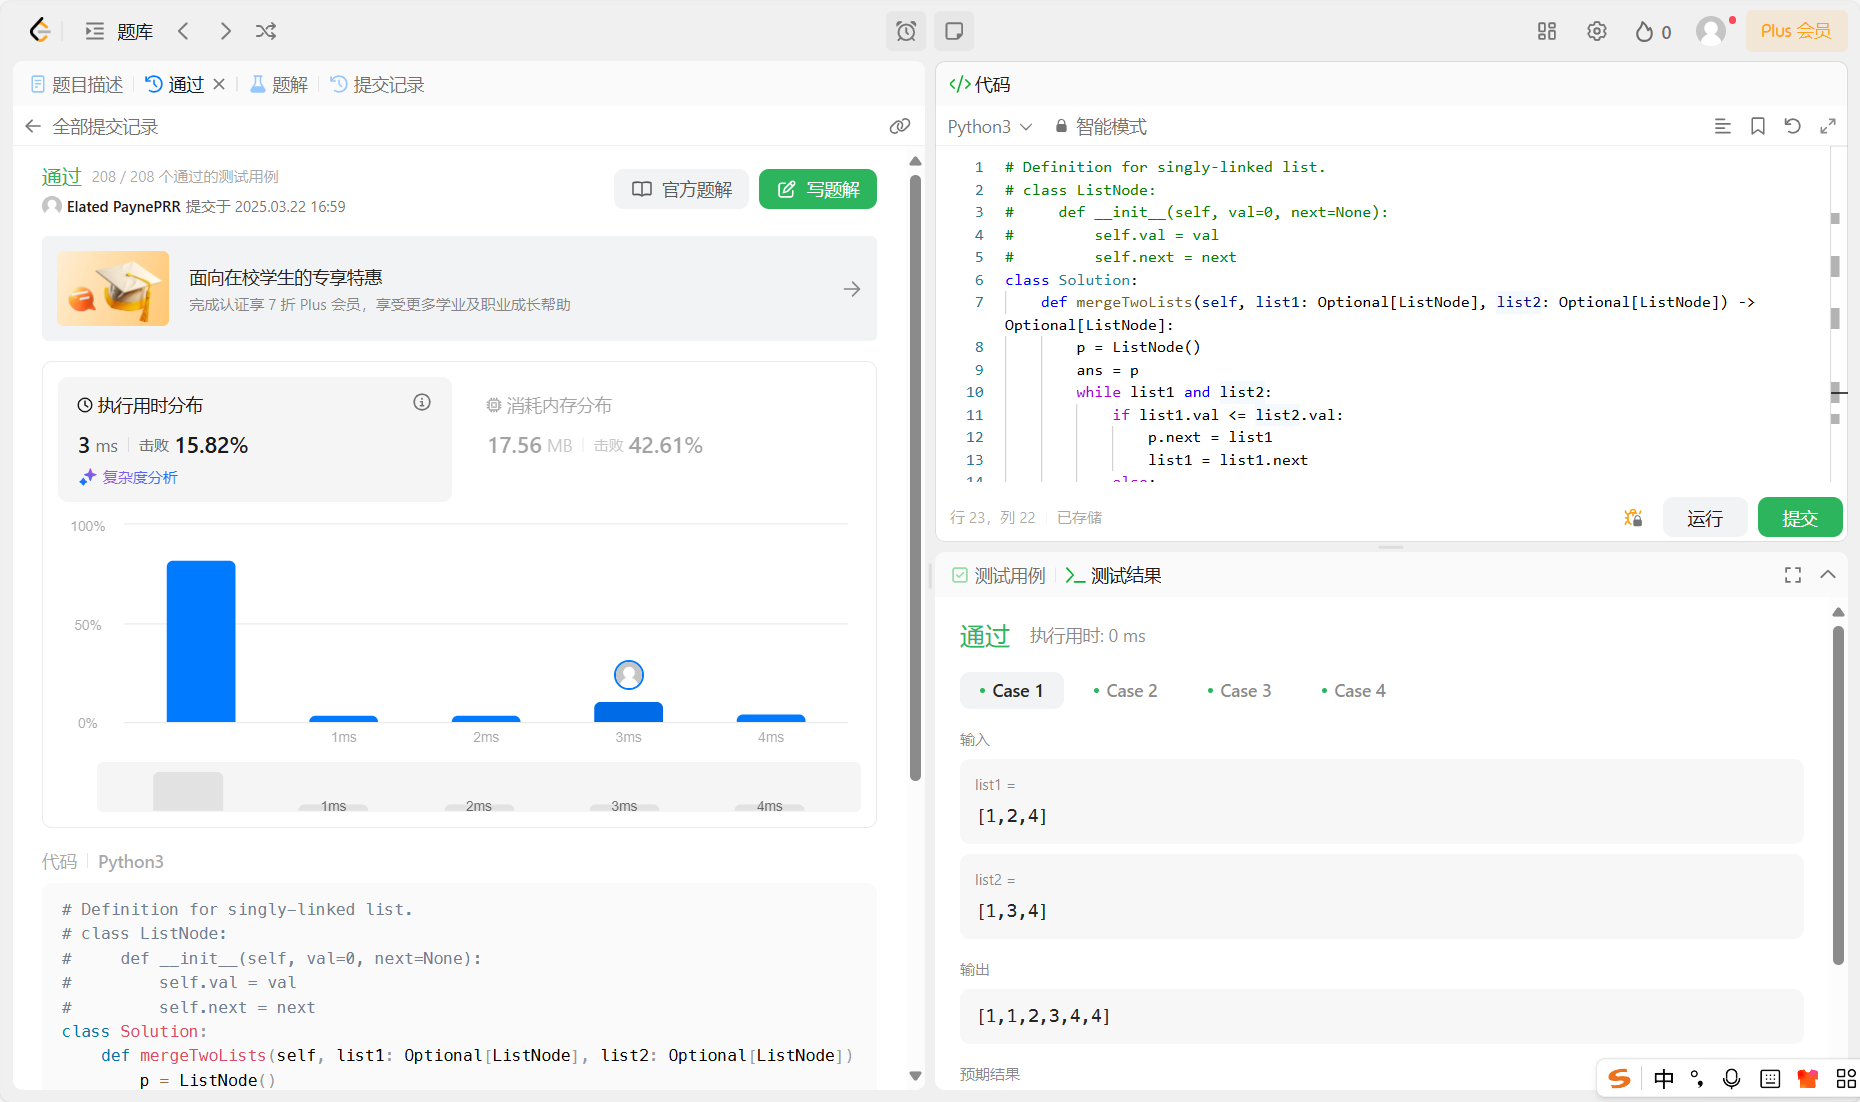 题库
0
Plus 会员
题目描述
通过
题解
提交记录
全部提交记录
通过 208 / 208 个通过的测试用例
Elated PaynePRR 提交于 2025.03.22 16:59
官方题解
写题解
面向在校学生的专享特惠
完成认证享 7 折 Plus 会员，享受更多学业及职业成长帮助
执行用时分布
3 ms 击败 15.82%
复杂度分析
消耗内存分布
17.56 MB 击败 42.61%
100%
50%
0%
1ms 2ms 3ms 4ms
1ms 2ms 3ms 4ms
代码 Python3
# Definition for singly-linked list.
# class ListNode:
#     def __init__(self, val=0, next=None):
#         self.val = val
#         self.next = next
class Solution:
    def mergeTwoLists(self, list1: Optional[ListNode], list2: Optional[ListNode])
        p = ListNode()
</>代码
Python3 智能模式
1 # Definition for singly-linked list.
2 # class ListNode:
3 #     def __init__(self, val=0, next=None):
4 #         self.val = val
5 #         self.next = next
6 class Solution:
7     def mergeTwoLists(self, list1: Optional[ListNode], list2: Optional[ListNode]) ->
Optional[ListNode]:
8         p = ListNode()
9         ans = p
10         while list1 and list2:
11             if list1.val <= list2.val:
12                 p.next = list1
13                 list1 = list1.next
14             else:
行 23，列 22 已存储
运行
提交
测试用例
测试结果
通过 执行用时: 0 ms
Case 1 Case 2 Case 3 Case 4
输入
list1 =
[1,2,4]
list2 =
[1,3,4]
输出
[1,1,2,3,4,4]
预期结果
中